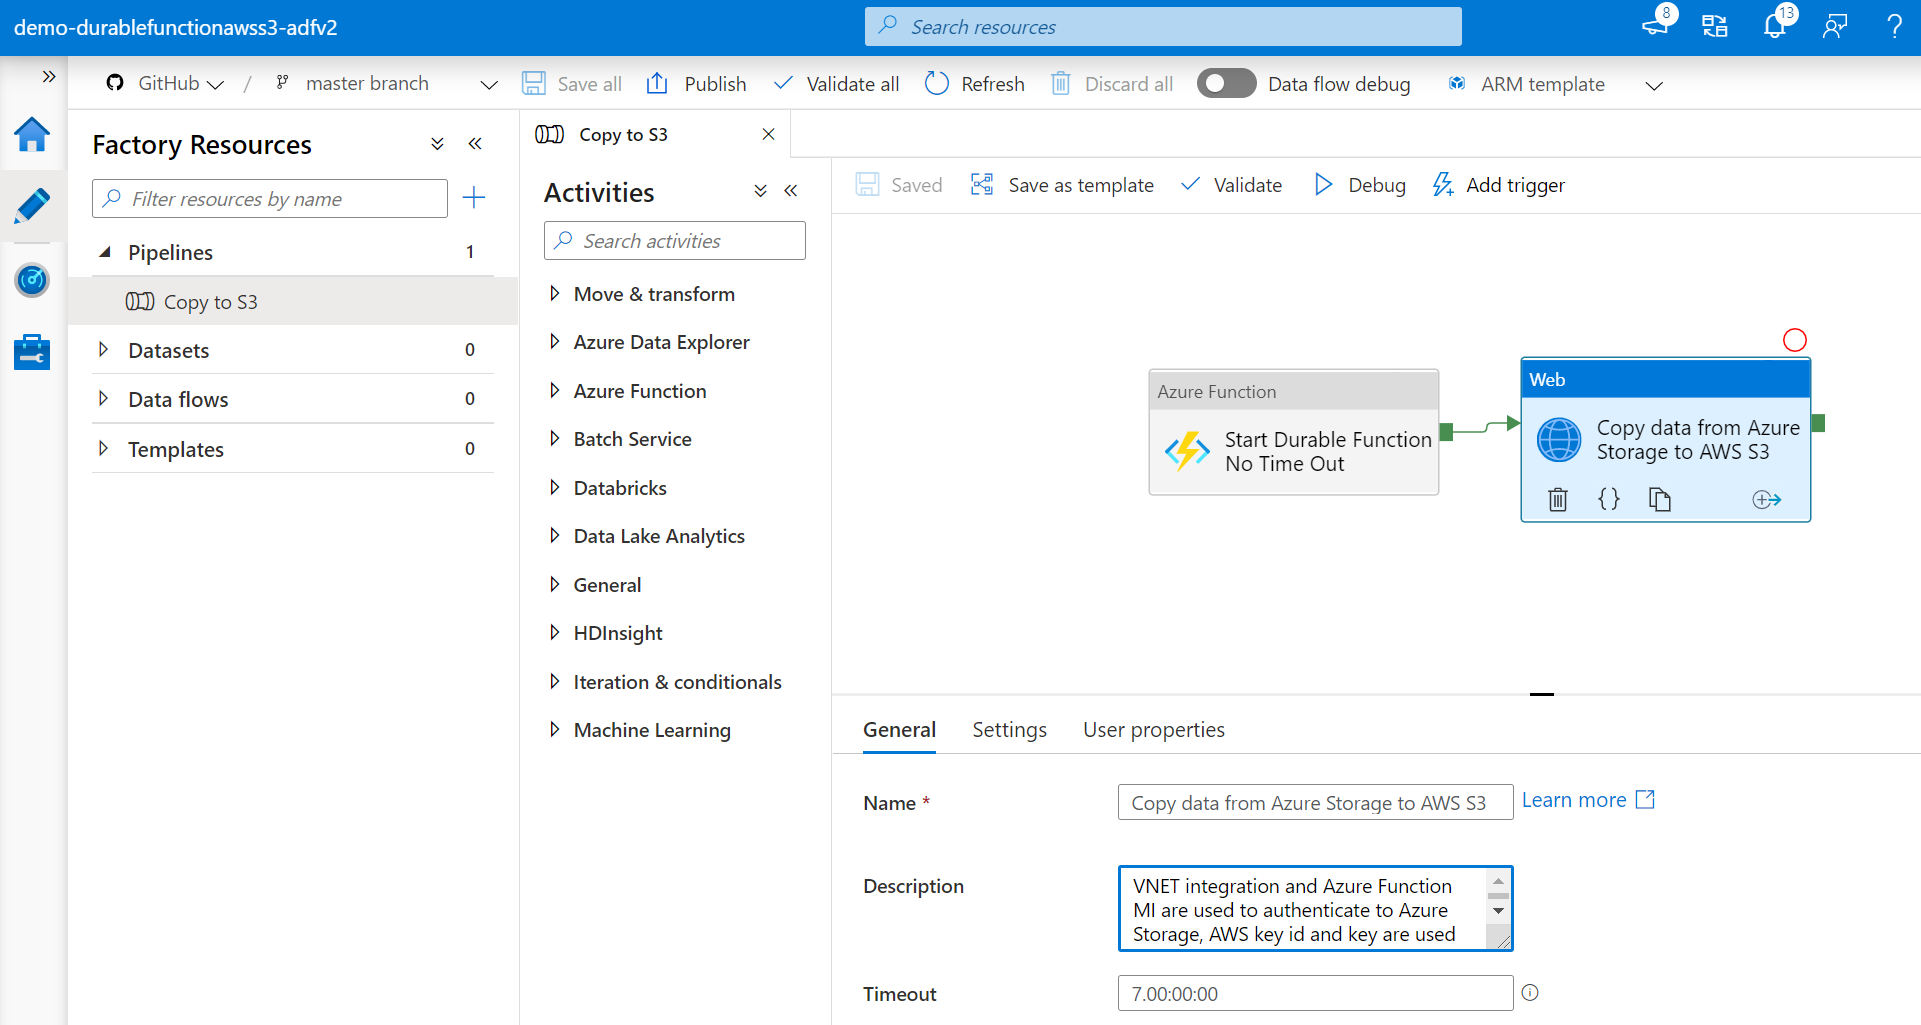 demo-durablefunctionawss3-adfv2
Search resources
8
13
?
GitHub / master branch
Save all
Publish
Validate all
Refresh
Discard all
Data flow debug
ARM template
Factory Resources
Filter resources by name
Pipelines 1
Copy to S3
Datasets 0
Data flows 0
Templates 0
Copy to S3
Activities
Search activities
Move & transform
Azure Data Explorer
Azure Function
Batch Service
Databricks
Data Lake Analytics
General
HDInsight
Iteration & conditionals
Machine Learning
Saved
Save as template
Validate
Debug
Add trigger
Azure Function
Start Durable Function
No Time Out
Web
Copy data from Azure
Storage to AWS S3
{}
General Settings User properties
Name *
Copy data from Azure Storage to AWS S3
Learn more
Description
VNET integration and Azure Function
MI are used to authenticate to Azure
Storage, AWS key id and key are used
Timeout
7.00:00:00